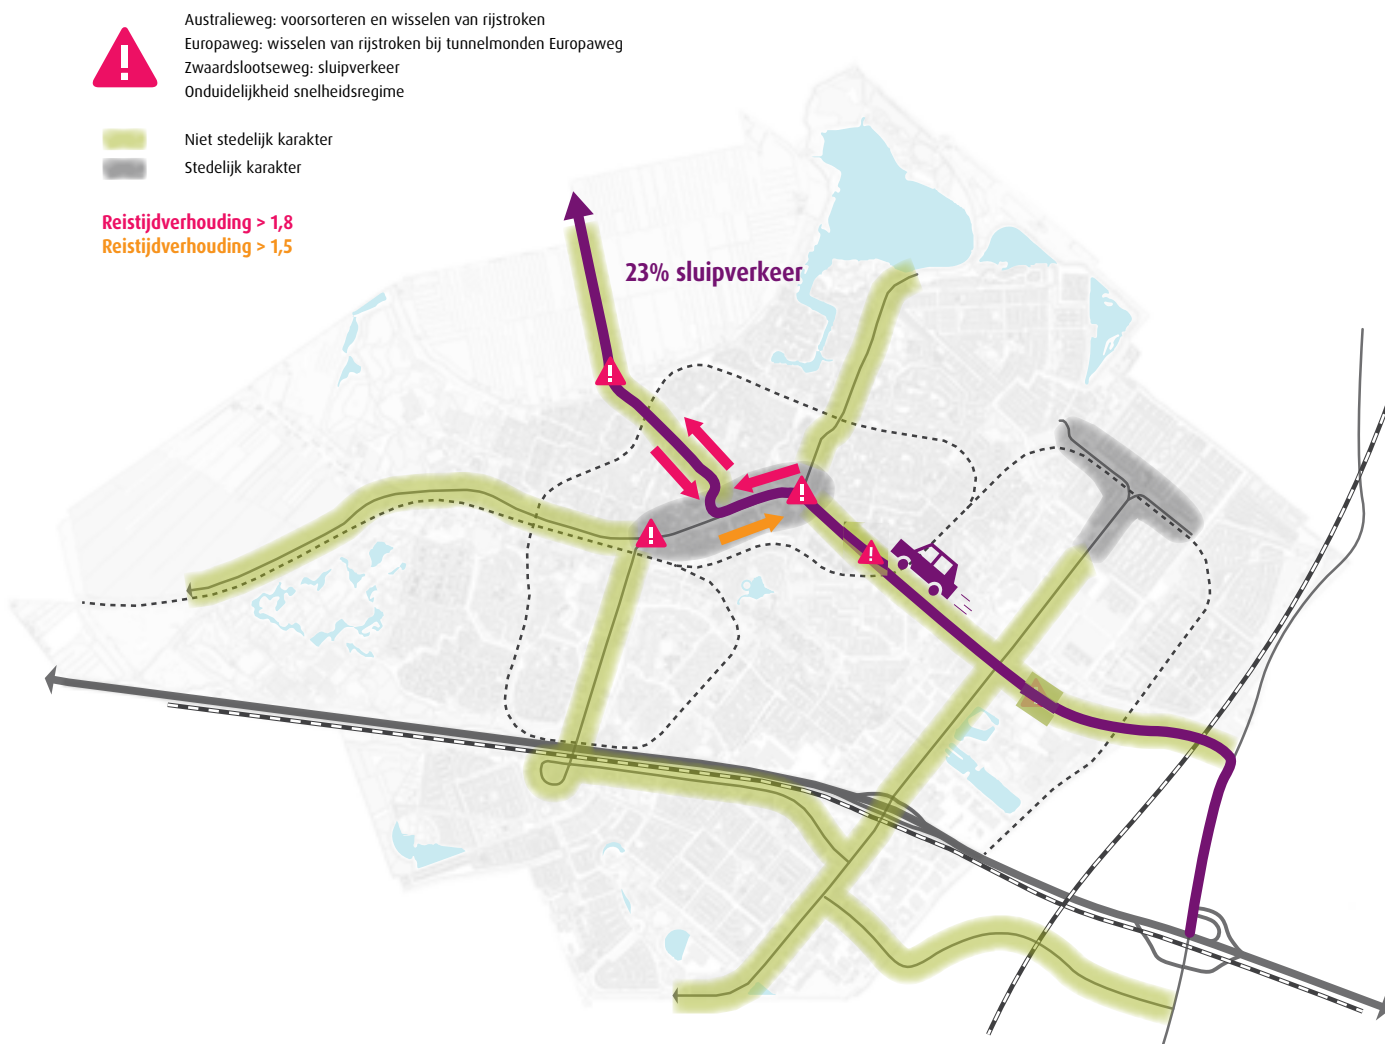 Australieweg: voorsorteren en wisselen van rijstroken
Europaweg: wisselen van rijstroken bij tunnelmonden Europaweg
Zwaardslootseweg: sluipverkeer
Onduidelijkheid snelheidsregime
Niet stedelijk karakter
Stedelijk karakter
Reistijdverhouding > 1,8
Reistijdverhouding > 1,5
23% sluipverkeer